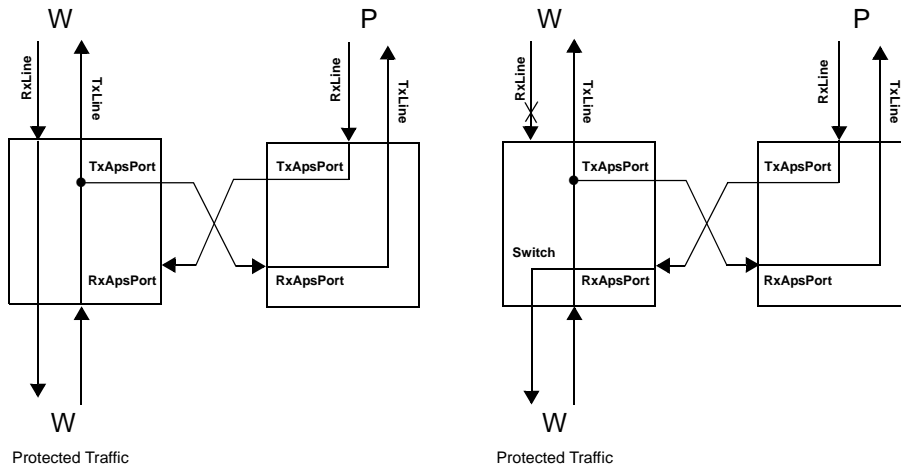 W
P
RxLine
TxLine
RxLine
TxLine
TxApsPort
TxApsPort
RxApsPort
RxApsPort
W
Protected Traffic
W
P
RxLine
TxLine
RxLine
TxLine
TxApsPort
TxApsPort
Switch
RxApsPort
RxApsPort
W
Protected Traffic